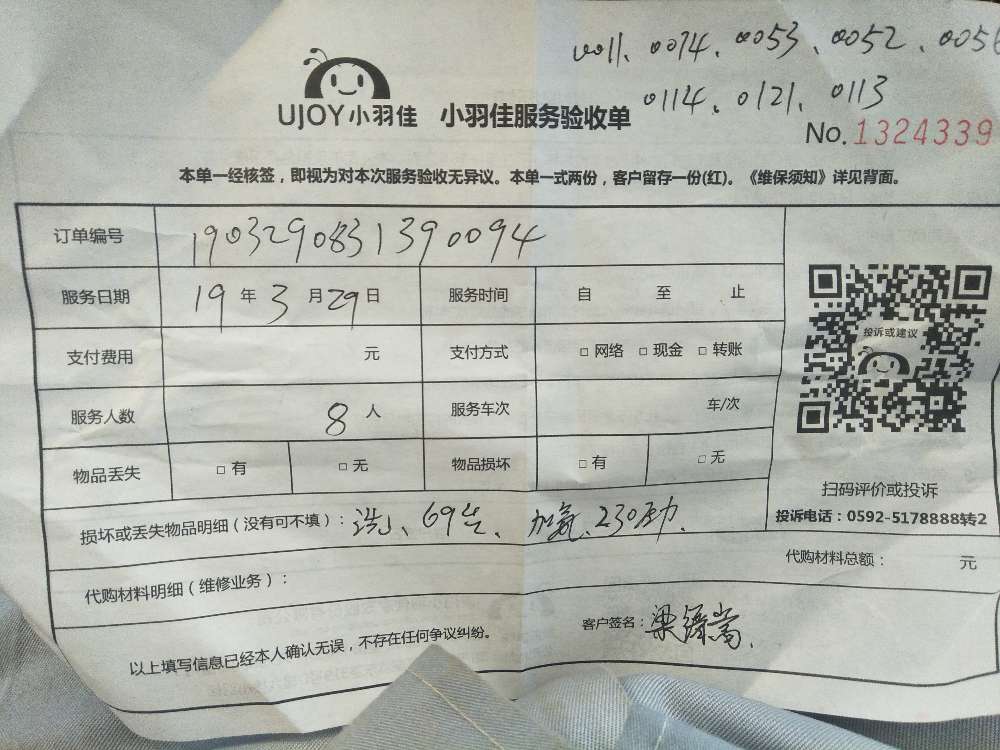 0011、0074、0053、0052、0056
0114、0121、0113
UJOY小羽佳 小羽佳服务验收单
No.1324339
本单一经核签，即视为对本次服务验收无异议。本单一式两份，客户留存一份(红)。《维保须知》详见背面。
订单编号 1903290831390094
服务日期 19 年 3 月 29 日 服务时间 自 至 止
支付费用 元 支付方式 □ 网络 □ 现金 □ 转账
投诉或建议
服务人数 8 人 服务车次 车/次
物品丢失 □ 有 □ 无 物品损坏 □ 有 □ 无
扫码评价或投诉
投诉电话：0592-5178888转2
损坏或丢失物品明细（没有可不填）：洗、69台、加氟、230
代购材料明细（维修业务）： 代购材料总额： 元
以上填写信息已经本人确认无误，不存在任何争议纠纷。 客户签名：梁